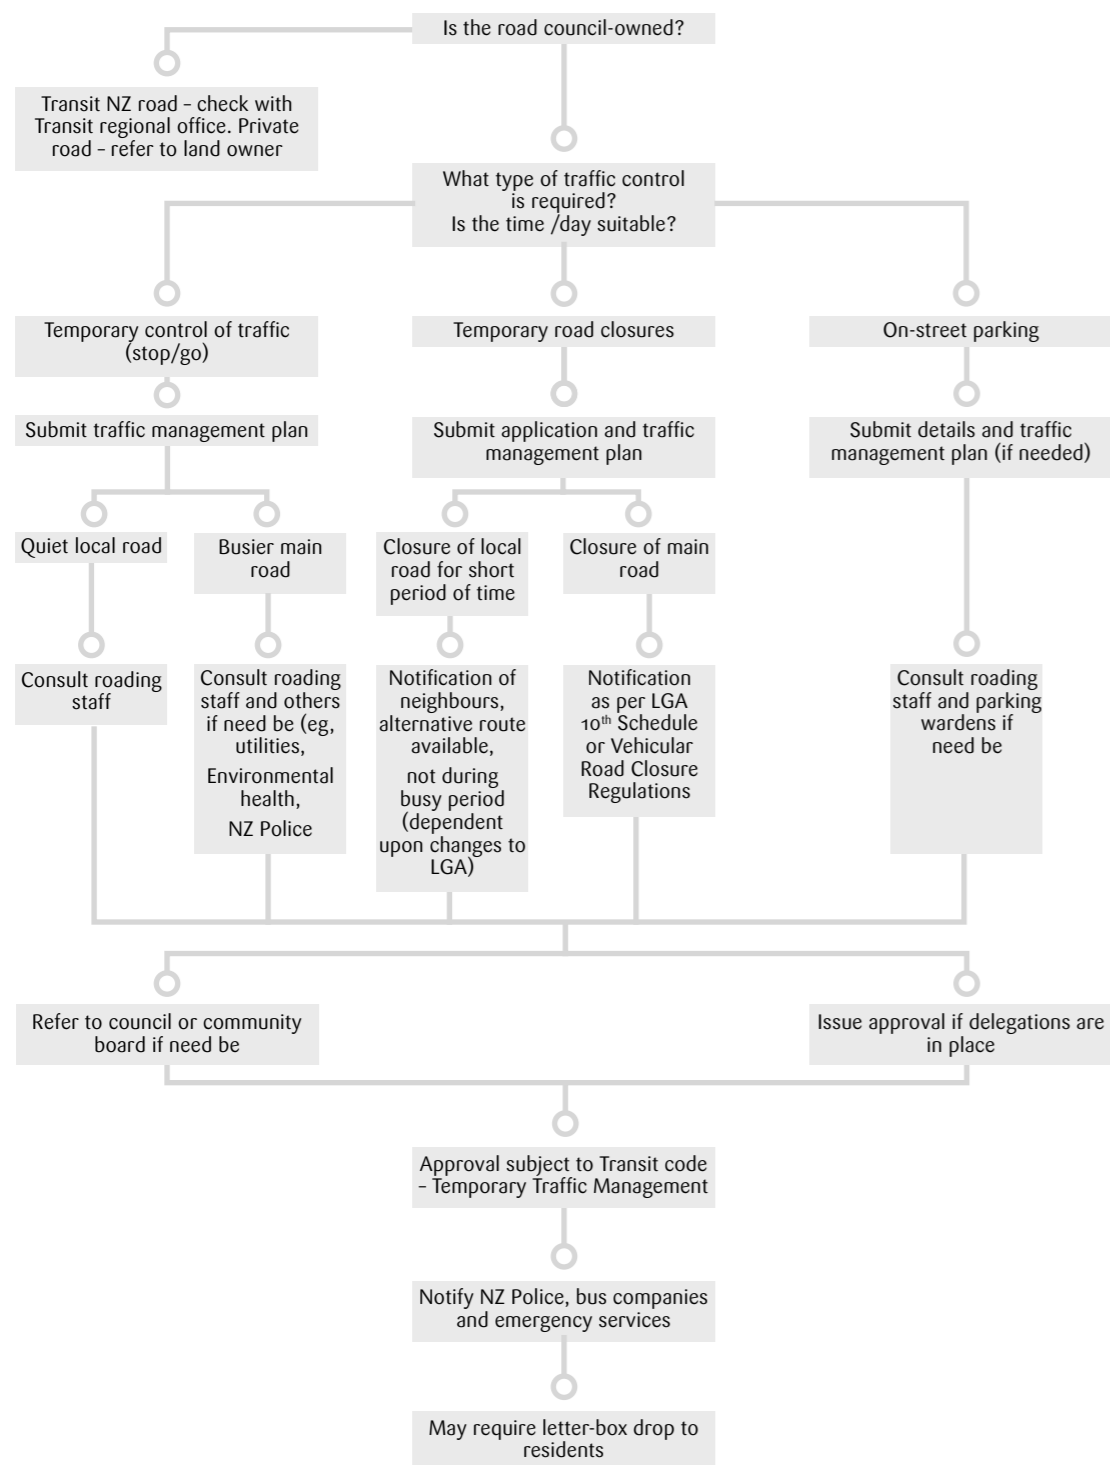 Is the road council-owned?
Transit NZ road – check with
Transit regional office. Private
road – refer to land owner
What type of traffic control
is required?
Is the time /day suitable?
Temporary control of traffic
(stop/go)
Temporary road closures
On-street parking
Submit traffic management plan
Submit application and traffic
management plan
Submit details and traffic
management plan (if needed)
Quiet local road
Busier main
road
Closure of local
road for short
period of time
Closure of main
road
Consult roading
staff
Consult roading
staff and others
if need be (eg,
utilities,
Environmental
health,
NZ Police
Notification of
neighbours,
alternative route
available,
not during
busy period
(dependent
upon changes to
LGA)
Notification
as per LGA
10th Schedule
or Vehicular
Road Closure
Regulations
Consult roading
staff and parking
wardens if
need be
Refer to council or community
board if need be
Issue approval if delegations are
in place
Approval subject to Transit code
– Temporary Traffic Management
Notify NZ Police, bus companies
and emergency services
May require letter-box drop to
residents